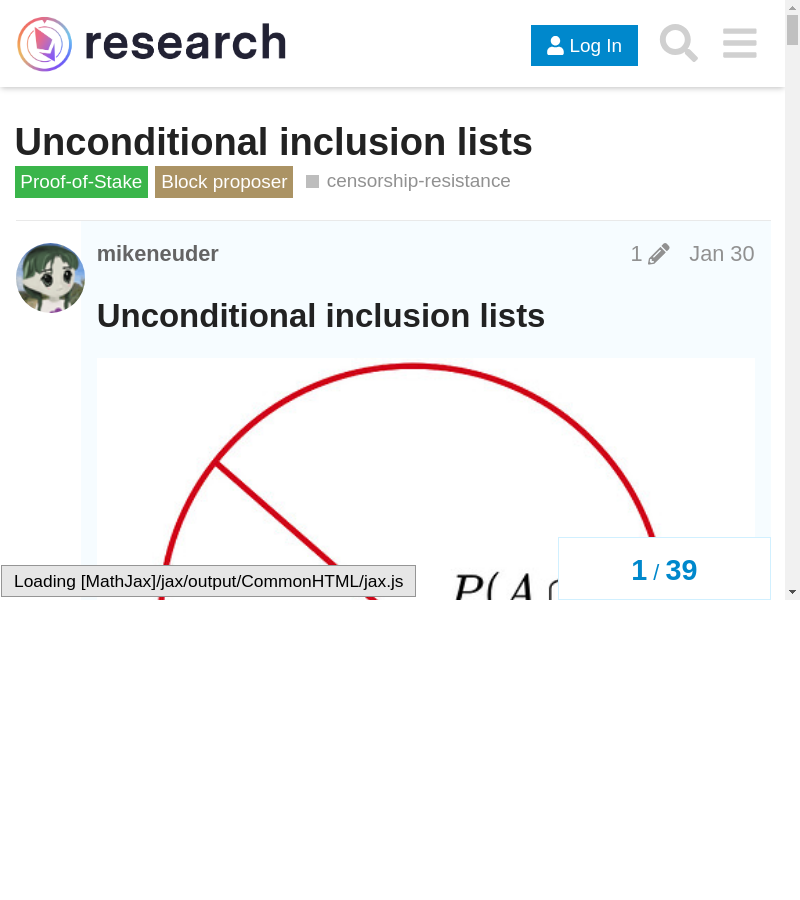 research
Log In
Unconditional inclusion lists
Proof-of-Stake
Block proposer
censorship-resistance
mikeneuder
1
Jan 30
Unconditional inclusion lists
P(A ∩
Loading [MathJax]/jax/output/CommonHTML/jax.js
1 / 39